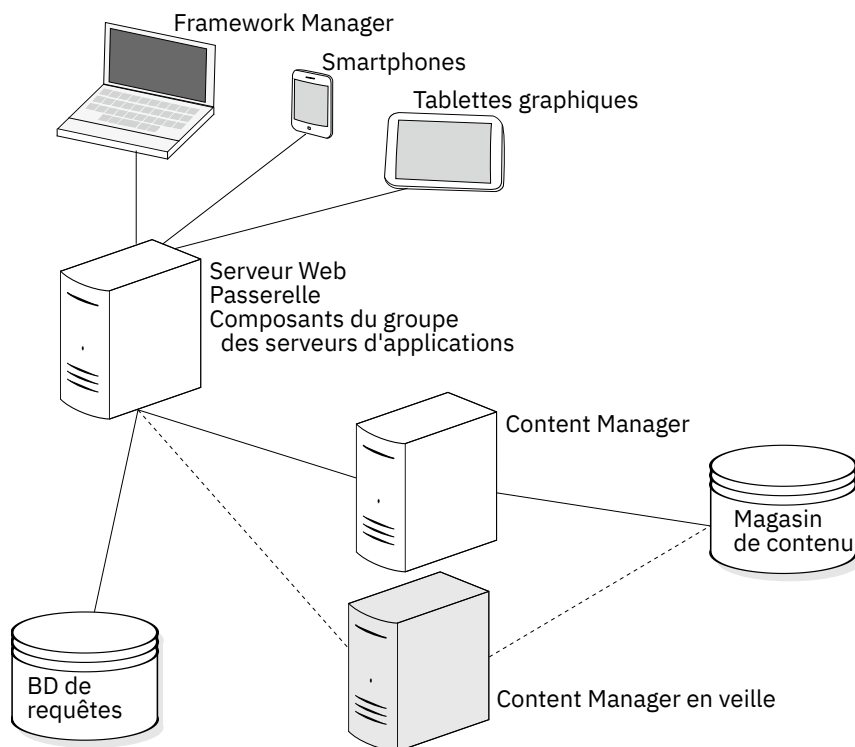 Framework Manager
Smartphones
Tablettes graphiques
Serveur Web
Passerelle
Composants du groupe
des serveurs d'applications
Content Manager
Magasin
de contenu
Content Manager en veille
BD de
requêtes